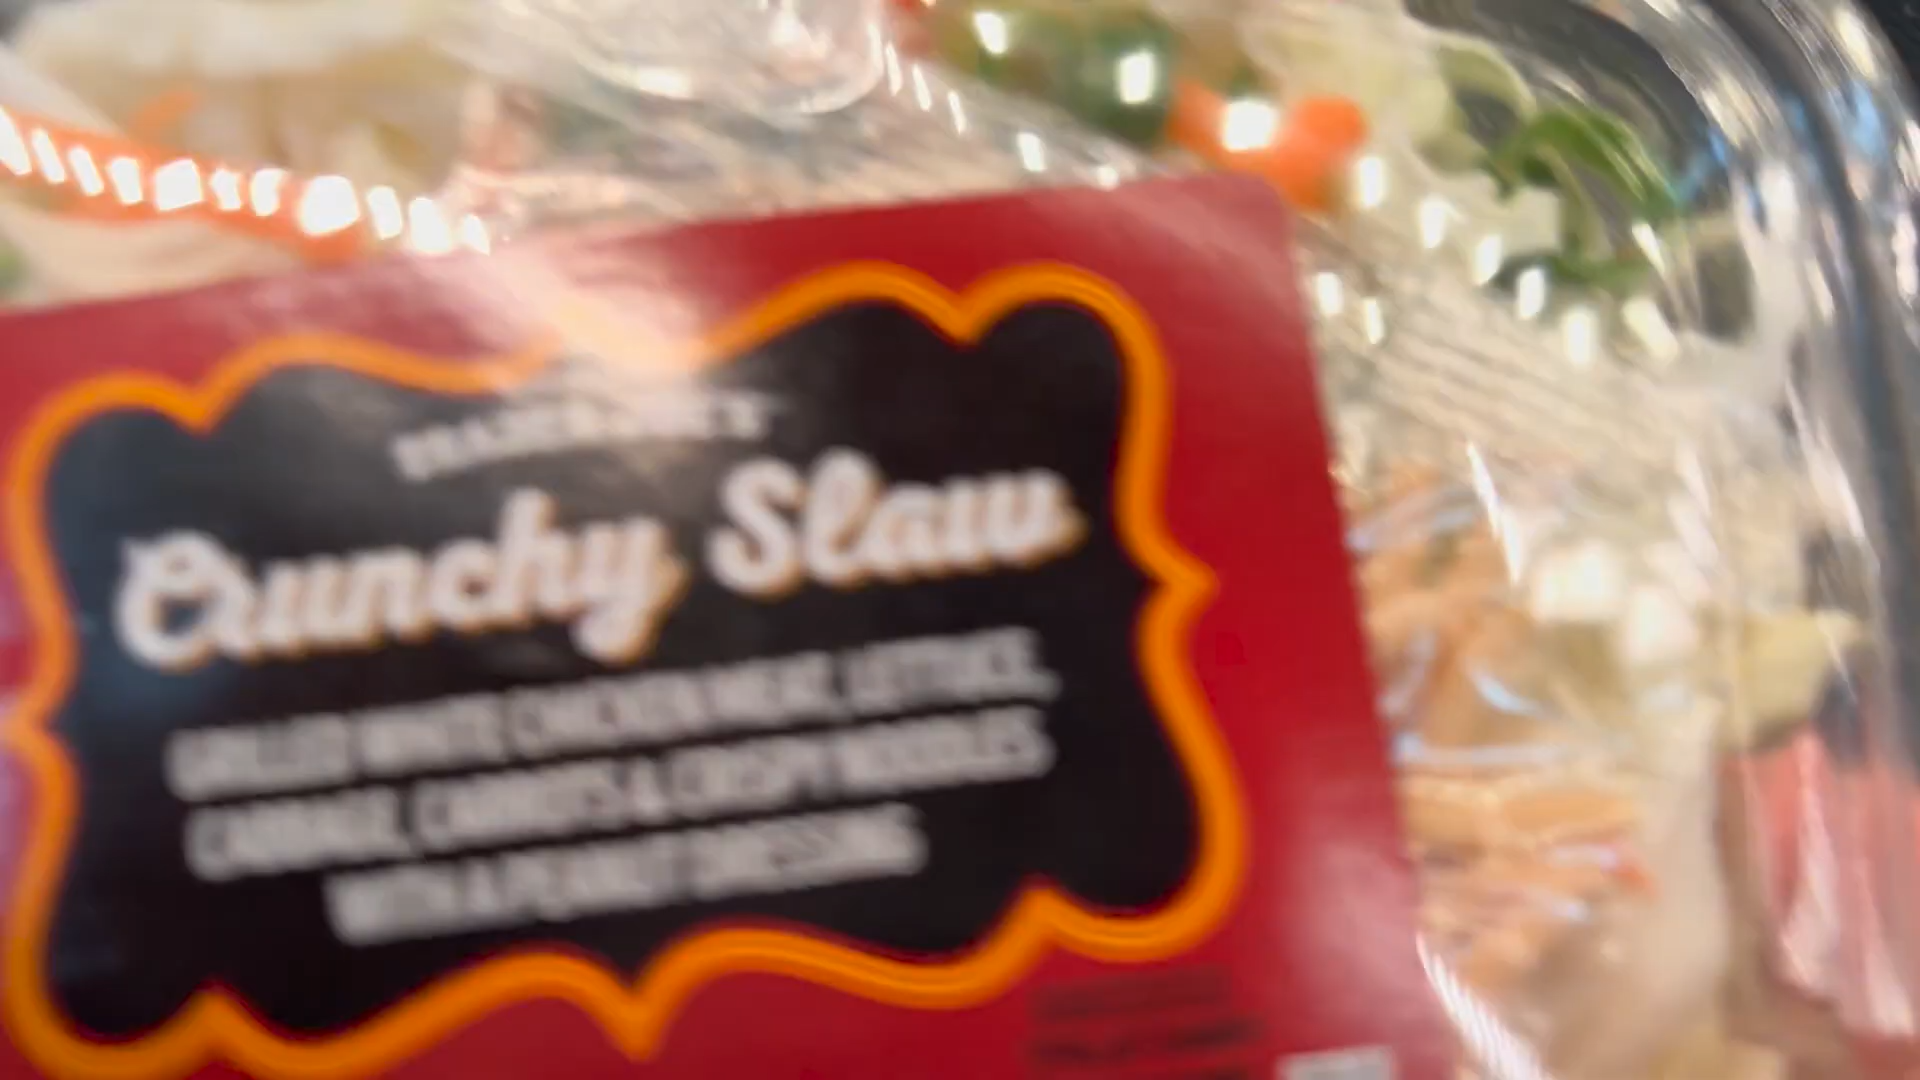 TRADER JOE'S
Crunchy Slaw
GRILLED WHITE CHICKEN MEAT, LETTUCE,
CABBAGE, CARROTS & CRISPY NOODLES
WITH A PEANUT DRESSING